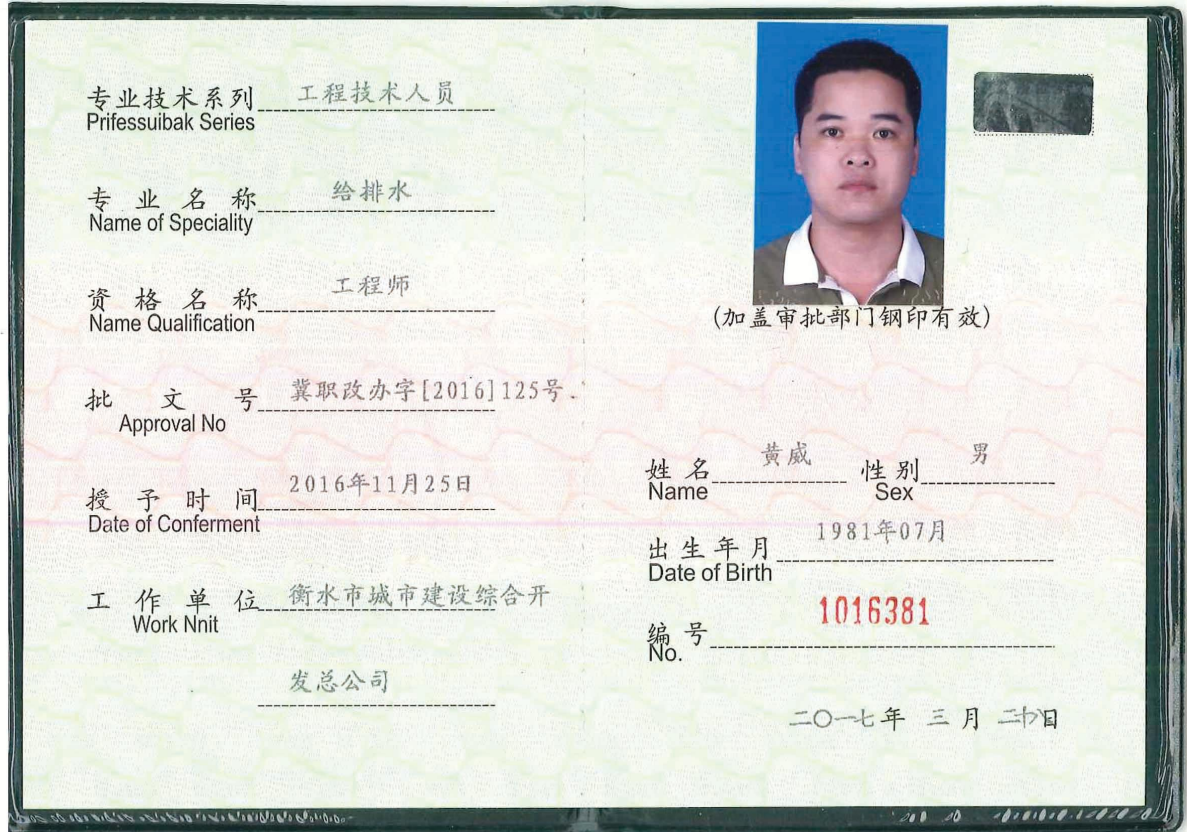 专业技术系列 工程技术人员
Prifessuibak Series
专业名称 给排水
Name of Speciality
资格名称 工程师
Name Qualification
批文号 冀职改办字[2016]125号.
Approval No
授予时间 2016年11月25日
Date of Conferment
工作单位 衡水市城市建设综合开
Work Nnit
发总公司
(加盖审批部门钢印有效)
姓名 黄威 性别 男
Name Sex
出生年月 1981年07月
Date of Birth
编号 1016381
No.
二〇一七年 三月 二十八日